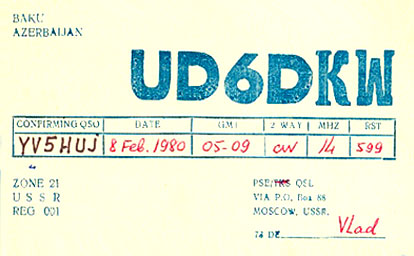 BAKU
AZERBAIJAN
UD6DKW
CONFIRMING QSO DATE GMT 2 WAY MHZ RST
YV5HUJ 8 Feb. 1980 05-09 CW 14 599
ZONE 21
U S S R
REG 001
PSE/TKS QSL
VIA P.O. Box 88
MOSCOW, USSR.
73 DE Vlad